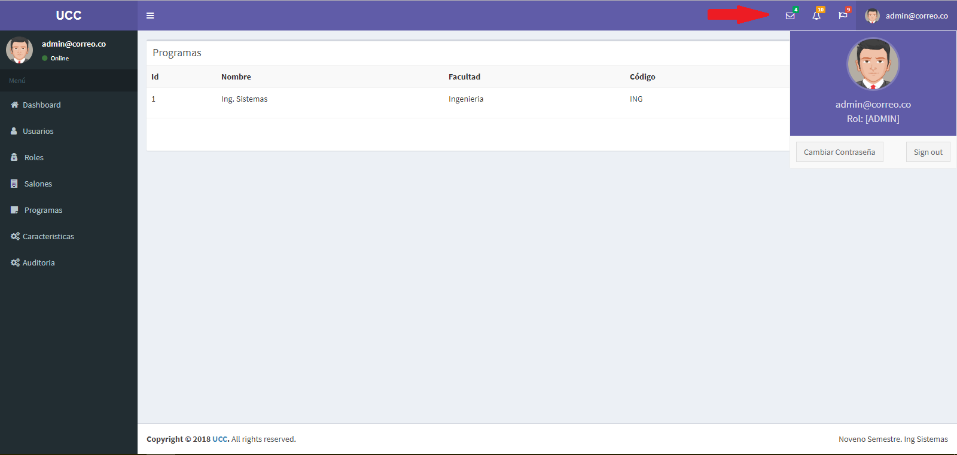 UCC
4
10
9
admin@correo.co
admin@correo.co
Online
Menú
Dashboard
Usuarios
Roles
Salones
Programas
Caracteristicas
Auditoria
Programas
Id Nombre Facultad Código
1 Ing. Sistemas Ingenieria ING
admin@correo.co
Rol: [ADMIN]
Cambiar Contraseña Sign out
Copyright © 2018 UCC. All rights reserved. Noveno Semestre. Ing Sistemas